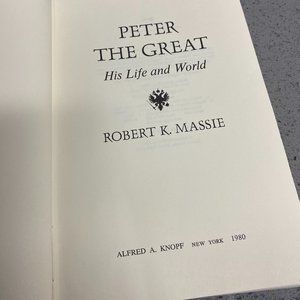 PETER
THE GREAT
His Life and World
ROBERT K. MASSIE
ALFRED A. KNOPF NEW YORK 1980